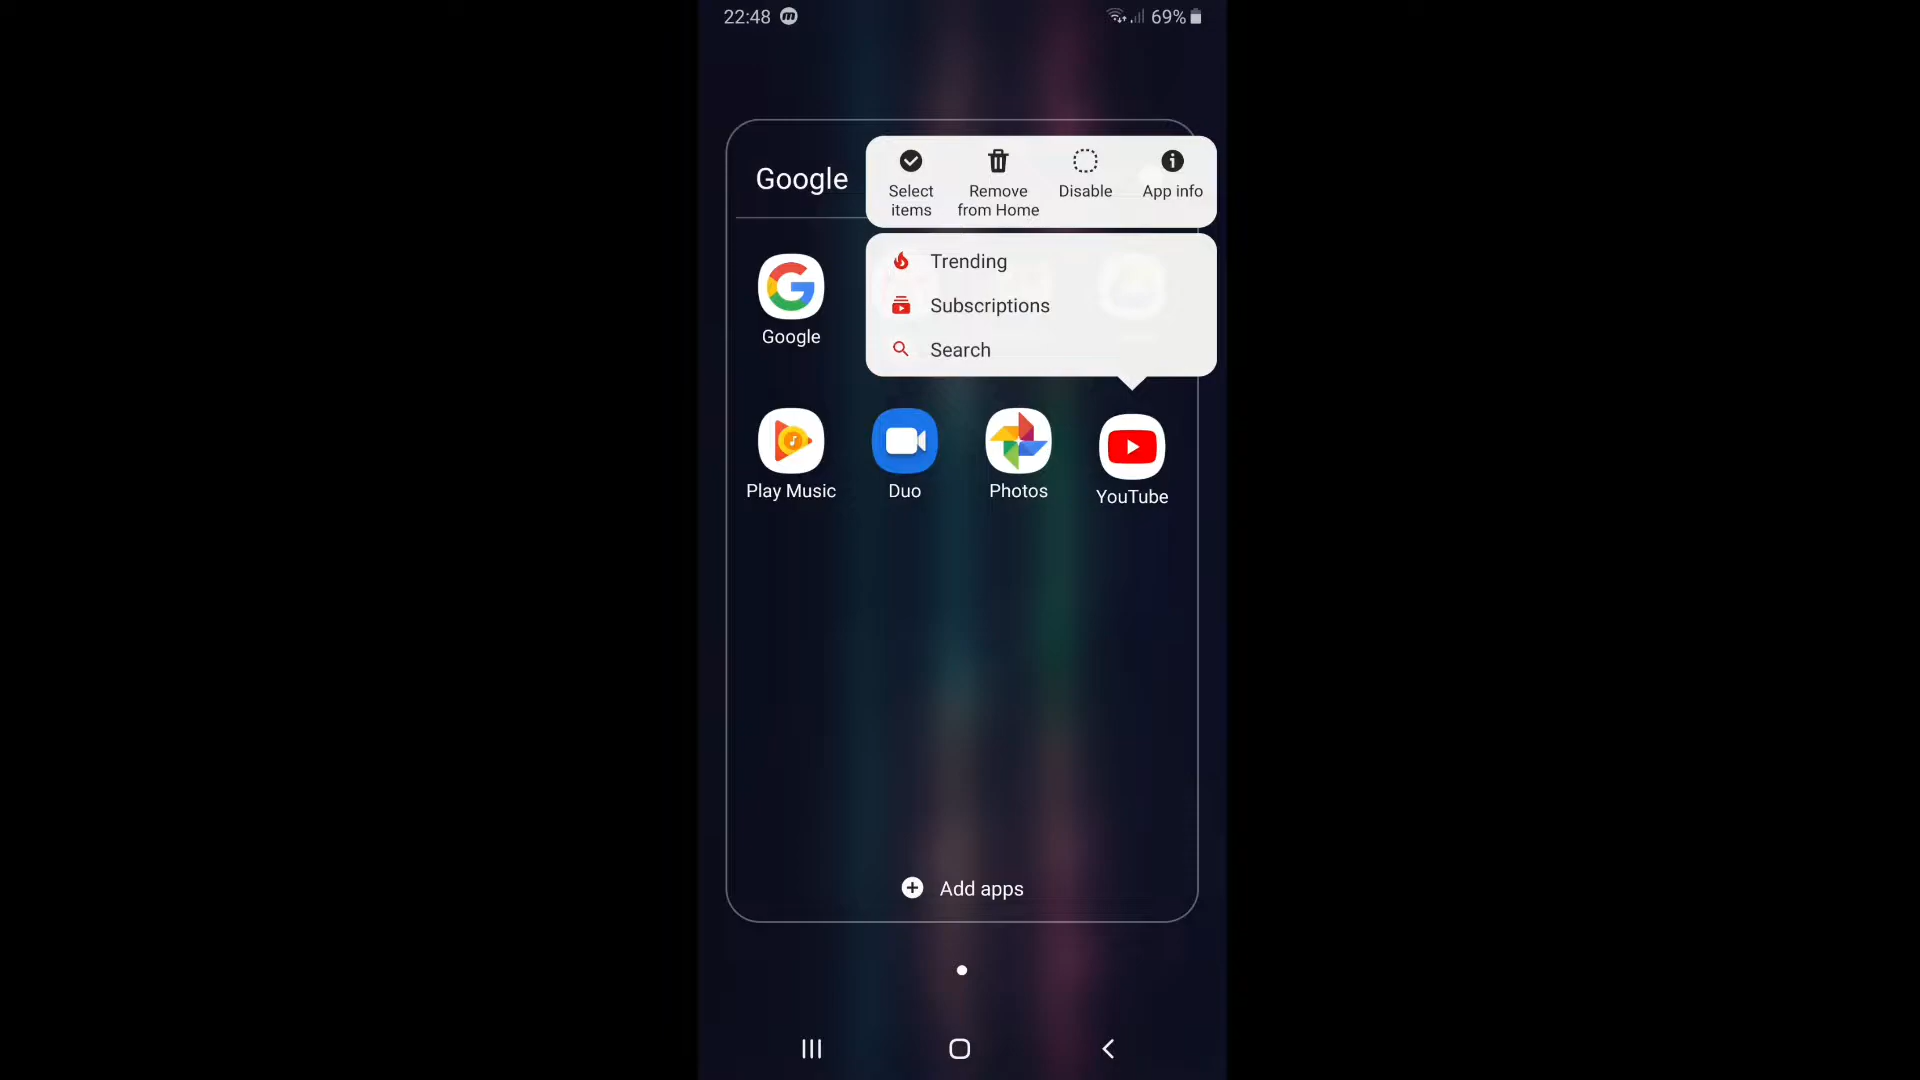 22:48
69%
Google
Select
items
Remove
from Home
Disable
App info
Trending
Subscriptions
Search
Google
Play Music
Duo
Photos
YouTube
Add apps